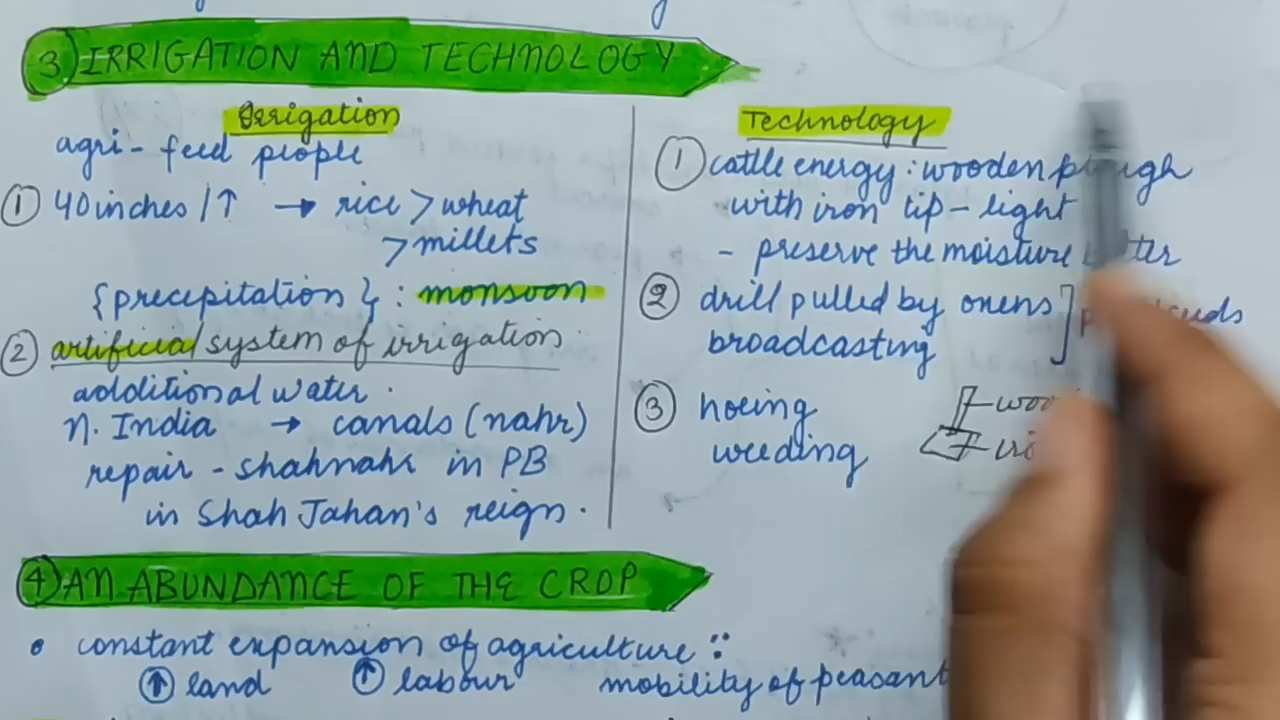 ③ IRRIGATION AND TECHNOLOGY
Irrigation
agri - feed people
① 40 inches / ↑ → rice > wheat
> millets
{precipitation} : monsoon
② artificial system of irrigation
additional water.
n. India → canals (nahr)
repair - shahnahr in PB
in Shah Jahan's reign.
Technology
① cattle energy : wooden
with iron tip - light
- preserve the moisture
② drill pulled by oxens
broadcasting
③ hoeing
weeding
④ AN ABUNDANCE OF THE CROP
• constant expansion of agriculture ∵
↑ land ↑ labour mobility of peasant